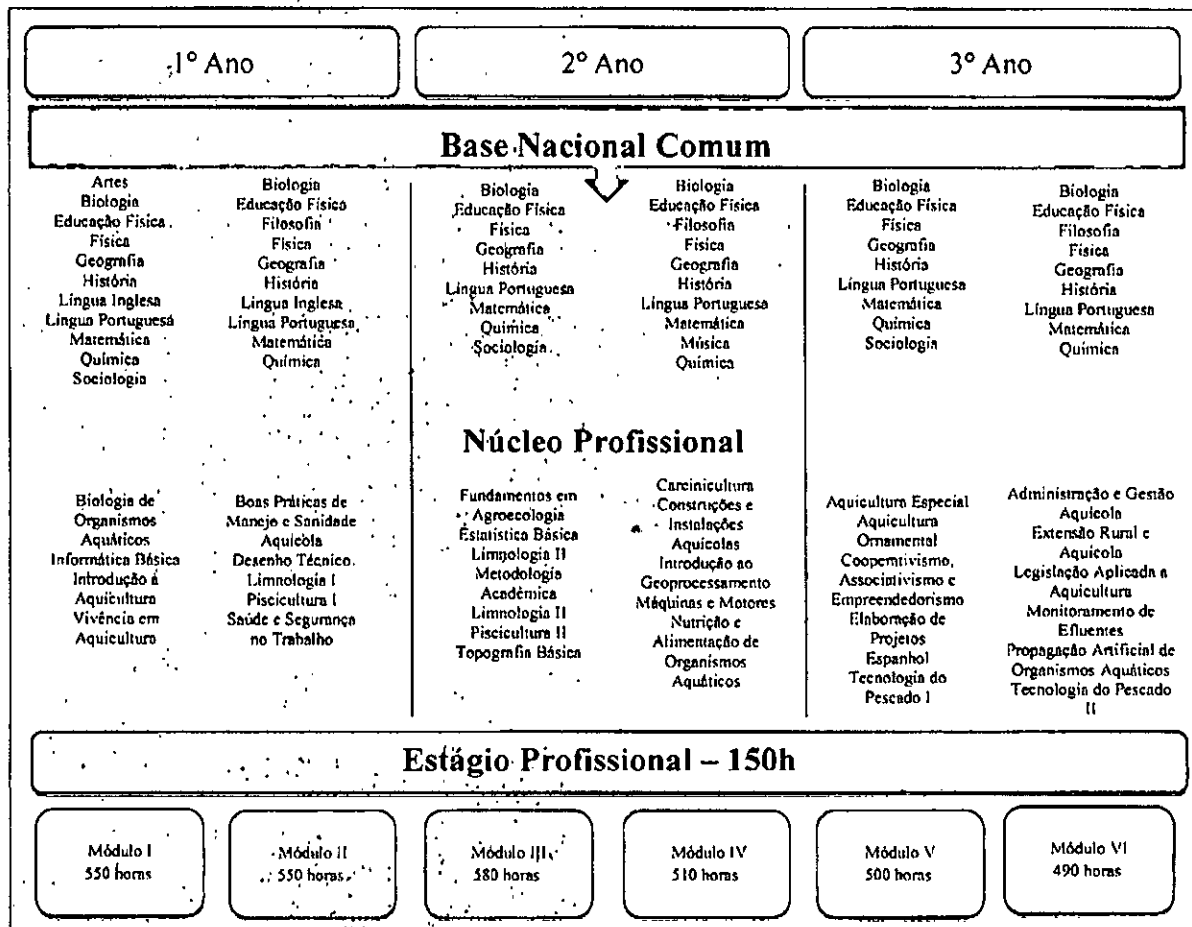 1º Ano
2º Ano
3º Ano
Base Nacional Comum
Artes
Biologia
Educação Física
Física
Geografia
História
Língua Inglesa
Língua Portuguesa
Matemática
Química
Sociologia
Biologia
Educação Física
Filosofia
Física
Geografia
História
Língua Inglesa
Língua Portuguesa
Matemática
Química
Biologia
Educação Física
Física
Geografia
História
Língua Portuguesa
Matemática
Química
Sociologia
Biologia
Educação Física
Filosofia
Física
Geografia
História
Língua Portuguesa
Matemática
Música
Química
Biologia
Educação Física
Física
Geografia
História
Língua Portuguesa
Matemática
Química
Sociologia
Biologia
Educação Física
Filosofia
Física
Geografia
História
Língua Portuguesa
Matemática
Química
Núcleo Profissional
Biologia de
Organismos
Aquáticos
Informática Básica
Introdução à
Aquicultura
Vivência em
Aquicultura
Boas Práticas de
Manejo e Sanidade
Aquícola
Desenho Técnico
Limnologia I
Piscicultura I
Saúde e Segurança
no Trabalho
Fundamentos em
Agroecologia
Estatística Básica
Limnologia II
Metodologia
Acadêmica
Limnologia II
Piscicultura II
Topografia Básica
Carcinicultura
Construções e
Instalações
Aquícolas
Introdução ao
Geoprocessamento
Máquinas e Motores
Nutrição e
Alimentação de
Organismos
Aquáticos
Aquicultura Especial
Aquicultura
Ornamental
Cooperativismo,
Associativismo e
Empreendedorismo
Elaboração de
Projetos
Espanhol
Tecnologia do
Pescado I
Administração e Gestão
Aquícola
Extensão Rural e
Aquícola
Legislação Aplicada a
Aquicultura
Monitoramento de
Efluentes
Propagação Artificial de
Organismos Aquáticos
Tecnologia do Pescado
II
Estágio Profissional – 150h
Módulo I
550 horas
Módulo II
550 horas
Módulo III
580 horas
Módulo IV
510 horas
Módulo V
500 horas
Módulo VI
490 horas